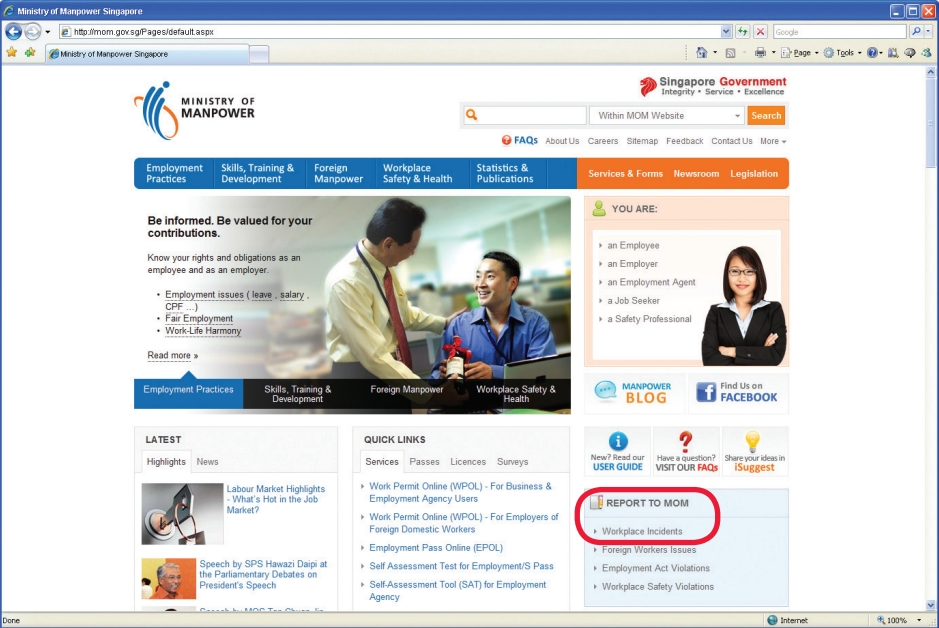 Ministry of Manpower Singapore
http://mom.gov.sg/Pages/default.aspx
Google
Ministry of Manpower Singapore
Page
Tools
Singapore Government
Integrity • Service • Excellence
MINISTRY OF
MANPOWER
Within MOM Website
Search
FAQs About Us Careers Sitemap Feedback Contact Us More
Employment
Practices
Skills, Training &
Development
Foreign
Manpower
Workplace
Safety & Health
Statistics &
Publications
Services & Forms Newsroom Legislation
Be informed. Be valued for your
contributions.
Know your rights and obligations as an
employee and as an employer.
• Employment issues ( leave , salary ,
CPF ...)
• Fair Employment
• Work-Life Harmony
Read more »
Employment Practices
Skills, Training &
Development
Foreign Manpower
Workplace Safety &
Health
YOU ARE:
an Employee
an Employer
an Employment Agent
a Job Seeker
a Safety Professional
MANPOWER
BLOG
Find Us on
FACEBOOK
LATEST
Highlights News
Labour Market Highlights
- What's Hot in the Job
Market?
Speech by SPS Hawazi Daipi at
the Parliamentary Debates on
President's Speech
QUICK LINKS
Services Passes Licences Surveys
Work Permit Online (WPOL) - For Business &
Employment Agency Users
Work Permit Online (WPOL) - For Employers of
Foreign Domestic Workers
Employment Pass Online (EPOL)
Self Assessment Test for Employment/S Pass
Self-Assessment Tool (SAT) for Employment
Agency
New? Read our
USER GUIDE
Have a question?
VISIT OUR FAQs
Share your ideas in
iSuggest
REPORT TO MOM
Workplace Incidents
Foreign Workers Issues
Employment Act Violations
Workplace Safety Violations
Done
Internet
100%